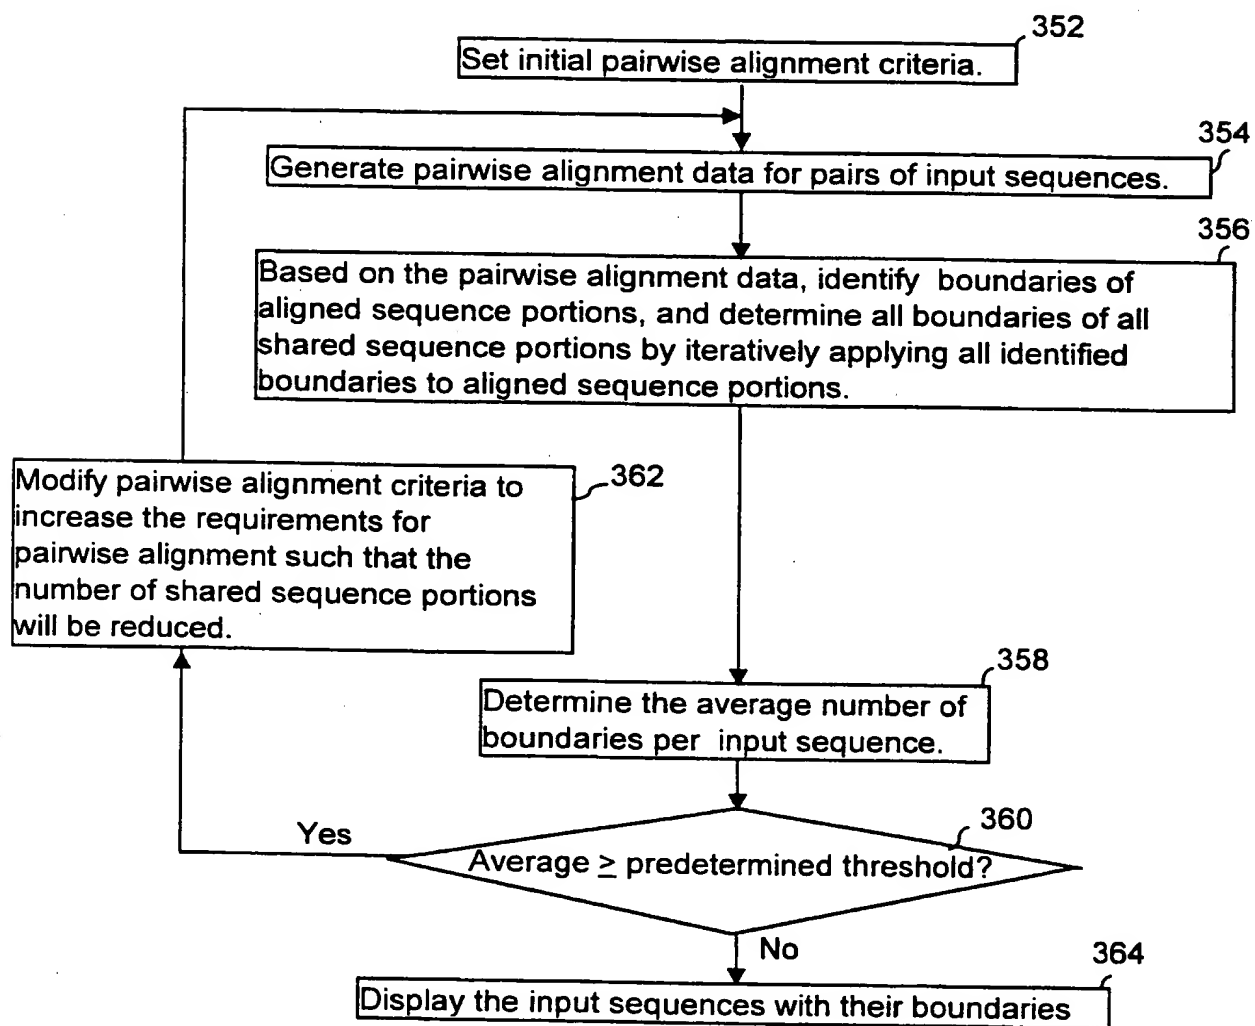 352
Set initial pairwise alignment criteria.
354
Generate pairwise alignment data for pairs of input sequences.
356
Based on the pairwise alignment data, identify boundaries of
aligned sequence portions, and determine all boundaries of all
shared sequence portions by iteratively applying all identified
boundaries to aligned sequence portions.
362
Modify pairwise alignment criteria to
increase the requirements for
pairwise alignment such that the
number of shared sequence portions
will be reduced.
358
Determine the average number of
boundaries per input sequence.
360
Yes
Average ≥ predetermined threshold?
No
364
Display the input sequences with their boundaries